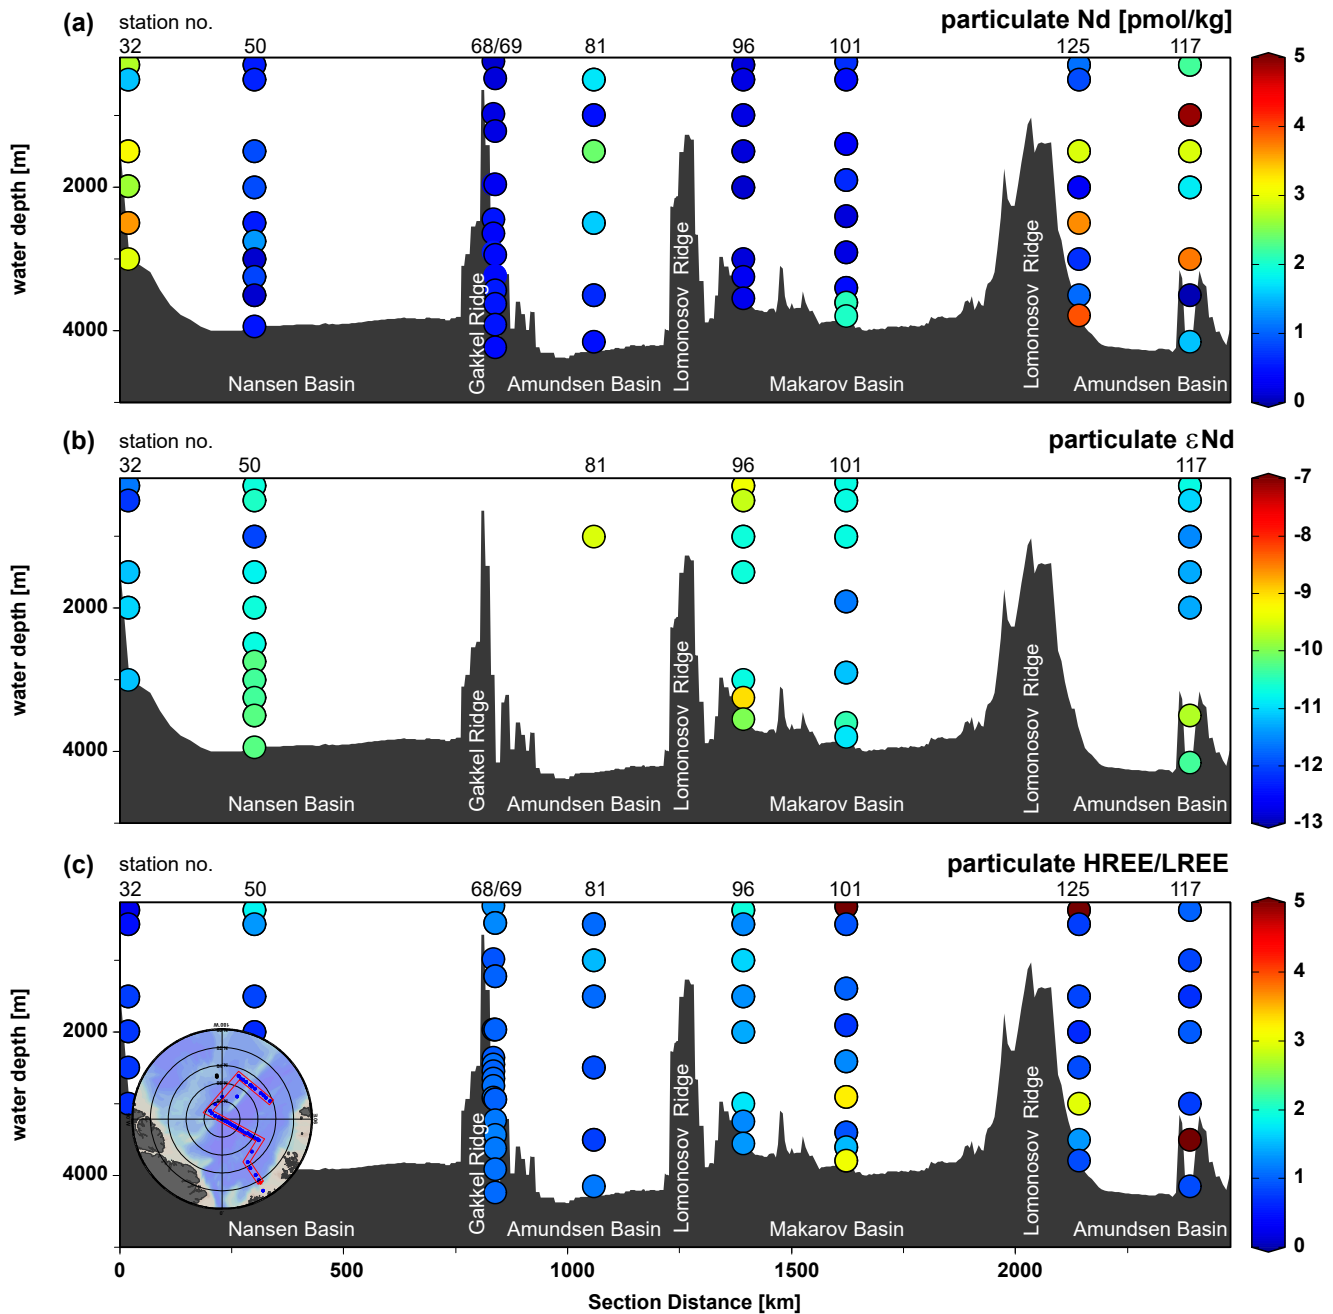 (a) station no. particulate Nd [pmol/kg]
32 50 68/69 81 96 101 125 117
water depth [m]
2000
4000
Nansen Basin
Gakkel Ridge
Amundsen Basin
Lomonosov Ridge
Makarov Basin
Lomonosov Ridge
Amundsen Basin
5
4
3
2
1
0
(b) station no. particulate εNd
32 50 81 96 101 117
water depth [m]
2000
4000
Nansen Basin
Gakkel Ridge
Amundsen Basin
Lomonosov Ridge
Makarov Basin
Lomonosov Ridge
Amundsen Basin
-7
-8
-9
-10
-11
-12
-13
(c) station no. particulate HREE/LREE
32 50 68/69 81 96 101 125 117
water depth [m]
2000
4000
Nansen Basin
Gakkel Ridge
Amundsen Basin
Lomonosov Ridge
Makarov Basin
Lomonosov Ridge
Amundsen Basin
5
4
3
2
1
0
0 500 1000 1500 2000
Section Distance [km]